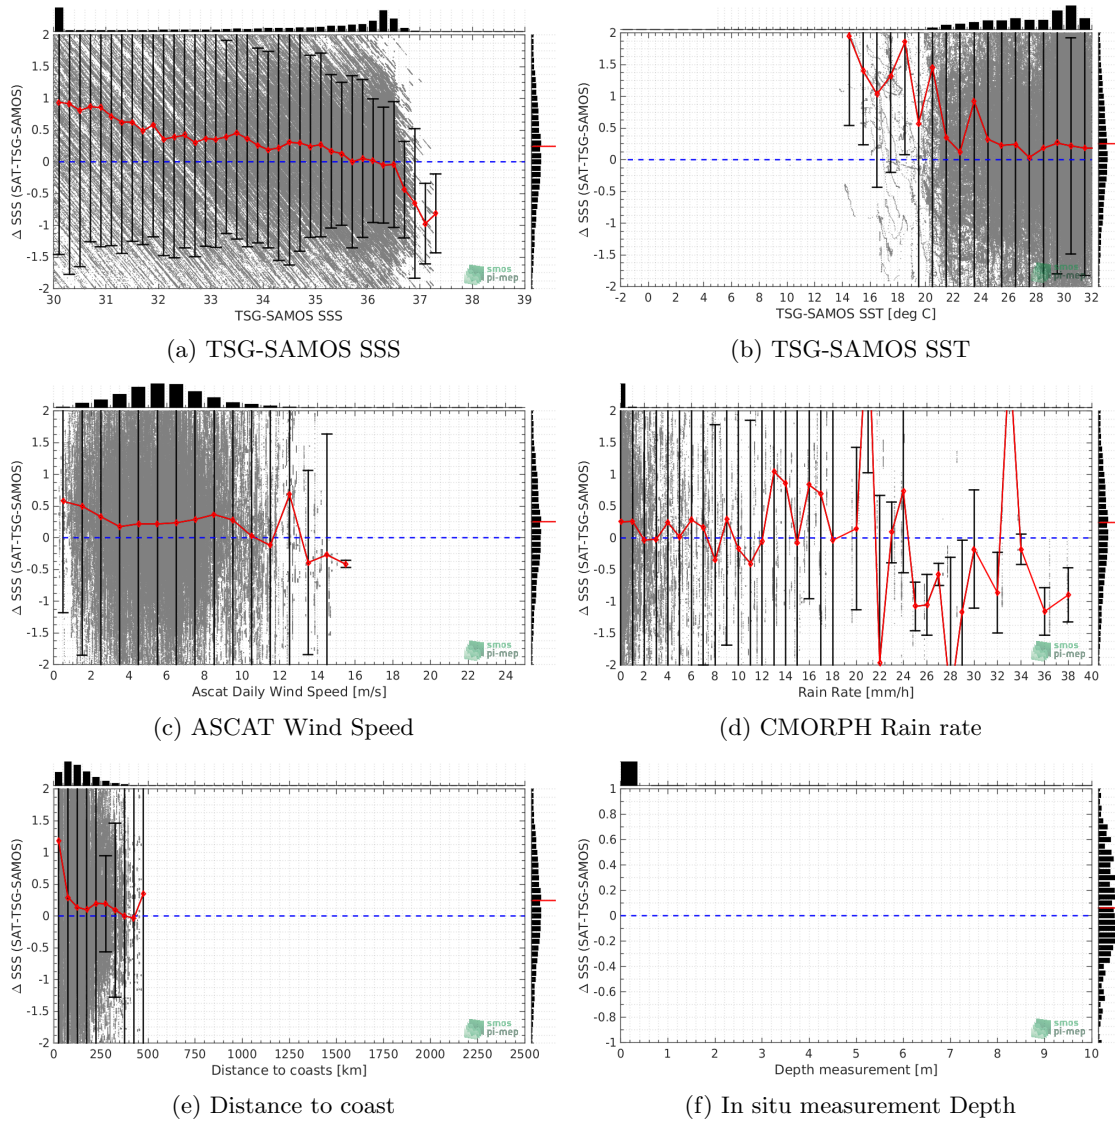 2
1.5
1
0.5
0
-0.5
-1
-1.5
-2
Δ SSS (SAT-TSG-SAMOS)
30 31 32 33 34 35 36 37 38 39
TSG-SAMOS SSS
smos
pi-mep
(a) TSG-SAMOS SSS
2
1.5
1
0.5
0
-0.5
-1
-1.5
-2
Δ SSS (SAT-TSG-SAMOS)
-2 0 2 4 6 8 10 12 14 16 18 20 22 24 26 28 30 32
TSG-SAMOS SST [deg C]
smos
pi-mep
(b) TSG-SAMOS SST
2
1.5
1
0.5
0
-0.5
-1
-1.5
-2
Δ SSS (SAT-TSG-SAMOS)
2 4 6 8 10 12 14 16 18 20 22 24
Ascat Daily Wind Speed [m/s]
smos
pi-mep
(c) ASCAT Wind Speed
2
1.5
1
0.5
0
-0.5
-1
-1.5
-2
Δ SSS (SAT-TSG-SAMOS)
0 2 4 6 8 10 12 14 16 18 20 22 24 26 28 30 32 34 36 38 40
Rain Rate [mm/h]
smos
pi-mep
(d) CMORPH Rain rate
2
1.5
1
0.5
0
-0.5
-1
-1.5
-2
Δ SSS (SAT-TSG-SAMOS)
0 250 500 750 1000 1250 1500 1750 2000 2250 2500
Distance to coasts [km]
smos
pi-mep
(e) Distance to coast
1
0.8
0.6
0.4
0.2
0
-0.2
-0.4
-0.6
-0.8
-1
Δ SSS (SAT-TSG-SAMOS)
0 1 2 3 4 5 6 7 8 9 10
Depth measurement [m]
smos
pi-mep
(f) In situ measurement Depth